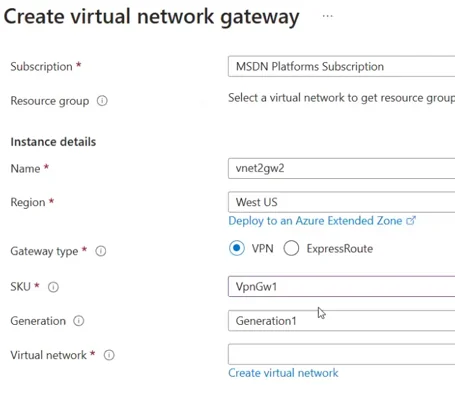 Create virtual network gateway ...
Subscription * MSDN Platforms Subscription
Resource group Select a virtual network to get resource group
Instance details
Name * vnet2gw2
Region * West US
Deploy to an Azure Extended Zone
Gateway type * VPN ExpressRoute
SKU * VpnGw1
Generation Generation1
Virtual network *
Create virtual network